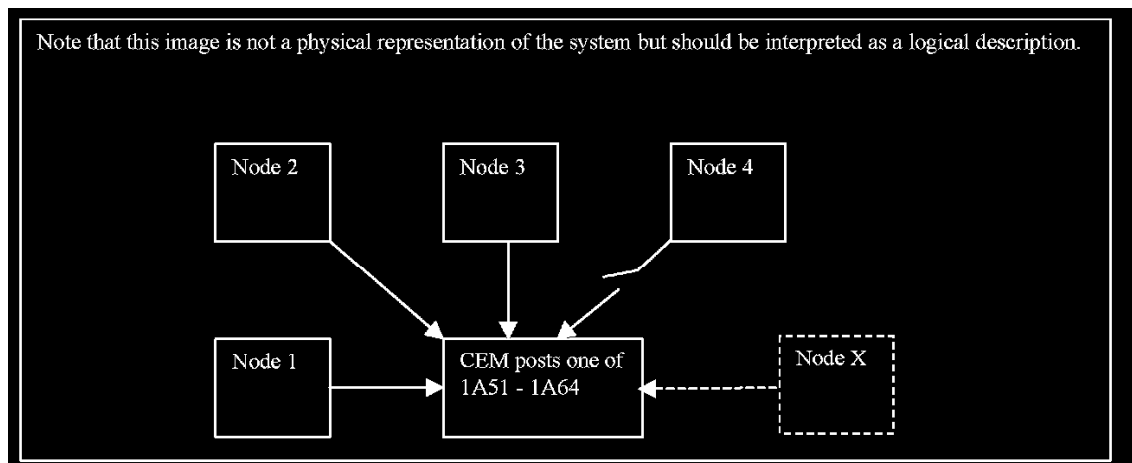 Note that this image is not a physical representation of the system but should be interpreted as a logical description.
Node 2
Node 3
Node 4
Node 1
CEM posts one of
1A51 - 1A64
Node X